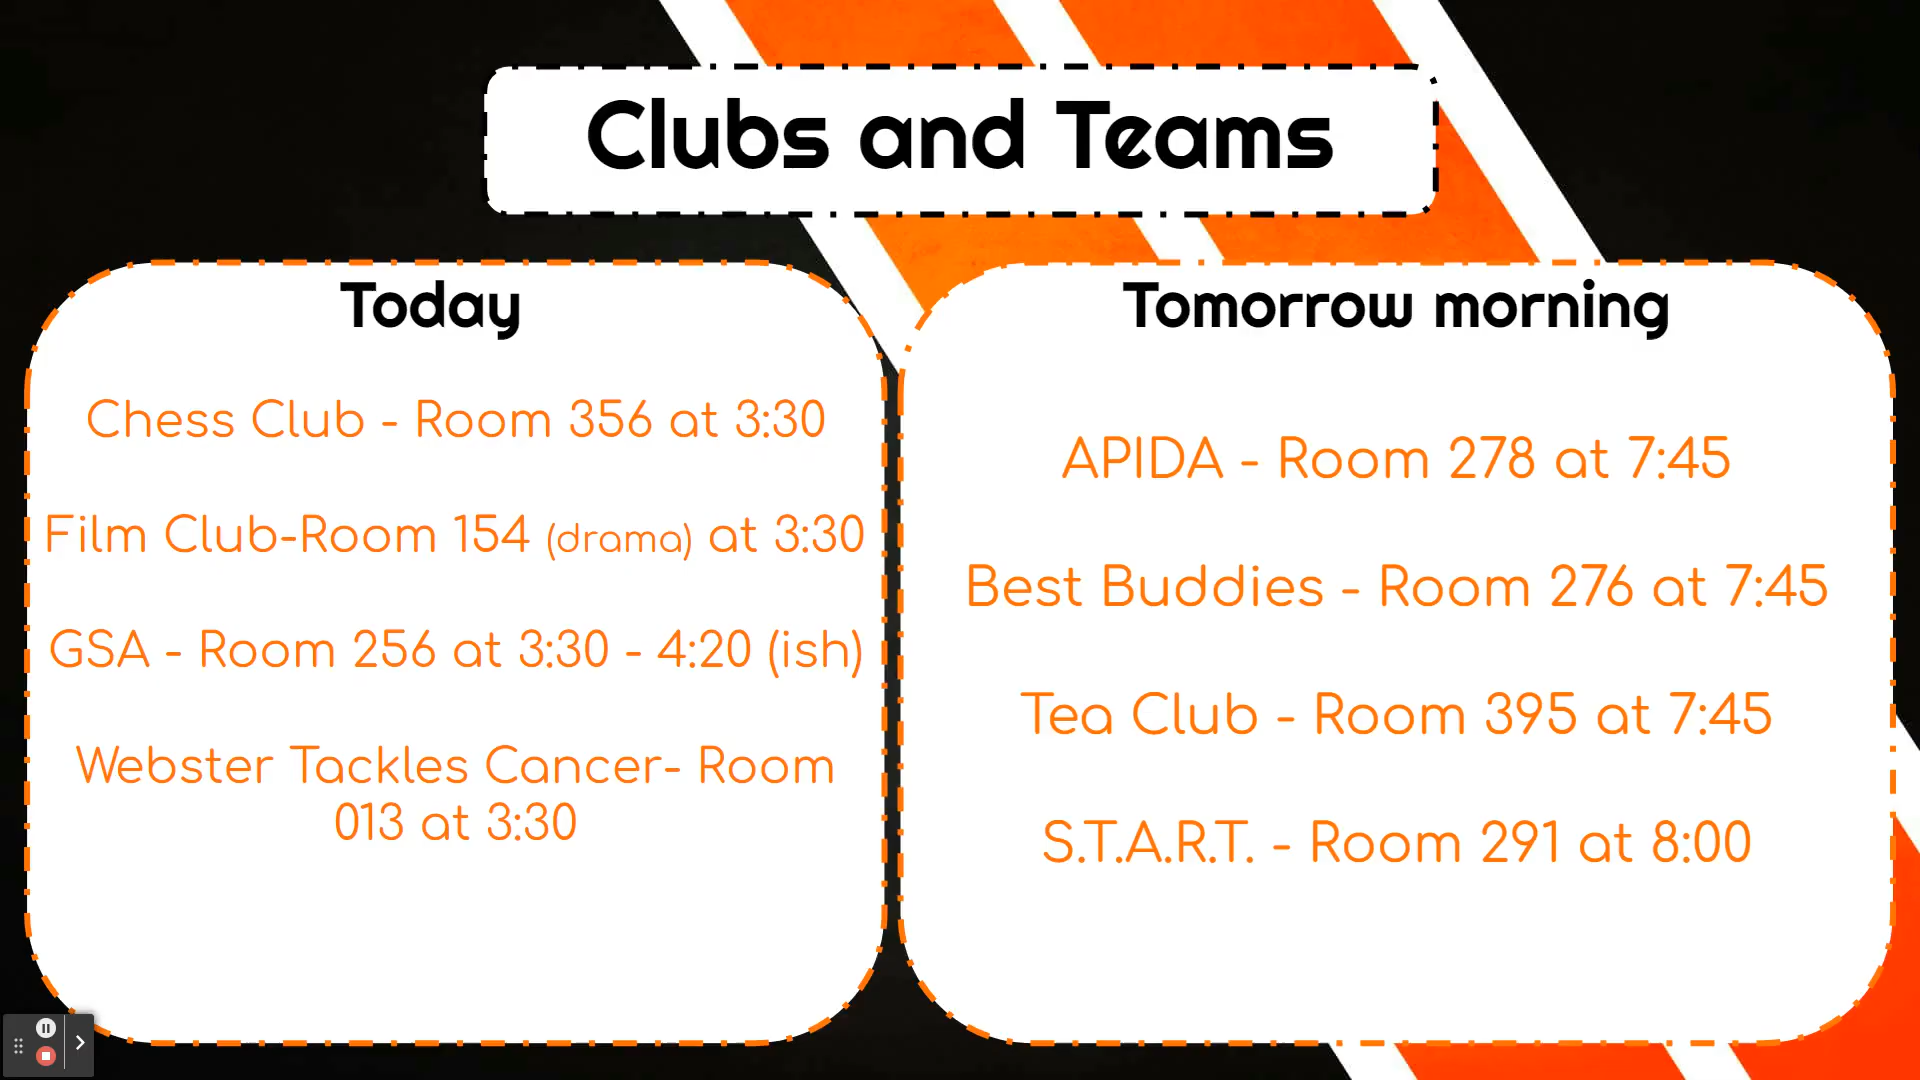 Clubs and Teams
Today
Chess Club - Room 356 at 3:30
Film Club-Room 154 (drama) at 3:30
GSA - Room 256 at 3:30 - 4:20 (ish)
Webster Tackles Cancer- Room
013 at 3:30
Tomorrow morning
APIDA - Room 278 at 7:45
Best Buddies - Room 276 at 7:45
Tea Club - Room 395 at 7:45
S.T.A.R.T. - Room 291 at 8:00